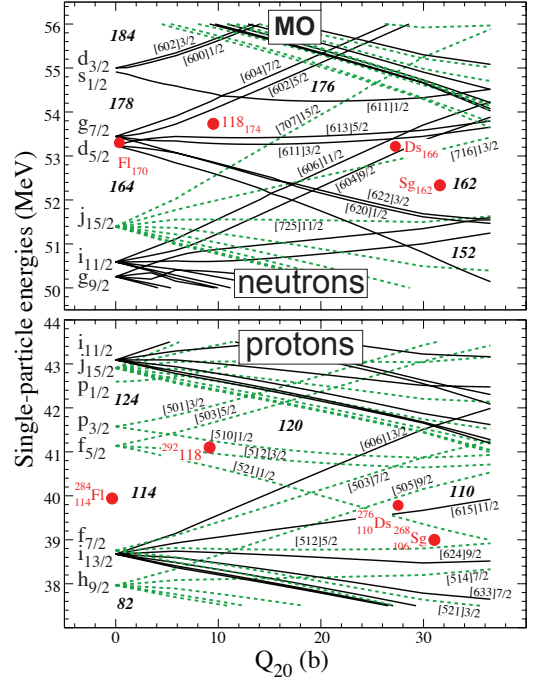 MO
neutrons
Single-particle energies (MeV)
56
55
54
53
52
51
50
184
178
164
176
162
152
d3/2
s1/2
g7/2
d5/2
j15/2
i11/2
g9/2
[602]3/2
[600]1/2
[604]7/2
[602]5/2
[707]15/2
[611]1/2
[613]5/2
[611]3/2
[606]11/2
[604]9/2
[716]13/2
[622]3/2
[620]1/2
[725]11/2
118174
Fl170
Ds166
Sg162
protons
44
43
42
41
40
39
38
i11/2
j15/2
p1/2
124
p3/2
f5/2
114
f7/2
i13/2
h9/2
82
120
110
[501]3/2
[503]5/2
[510]1/2
[512]3/2
[521]1/2
[606]13/2
[503]7/2
[505]9/2
[615]11/2
[512]5/2
[624]9/2
[514]7/2
[633]7/2
[521]3/2
292118
284114Fl
276110Ds
268106Sg
0 10 20 30
Q20 (b)